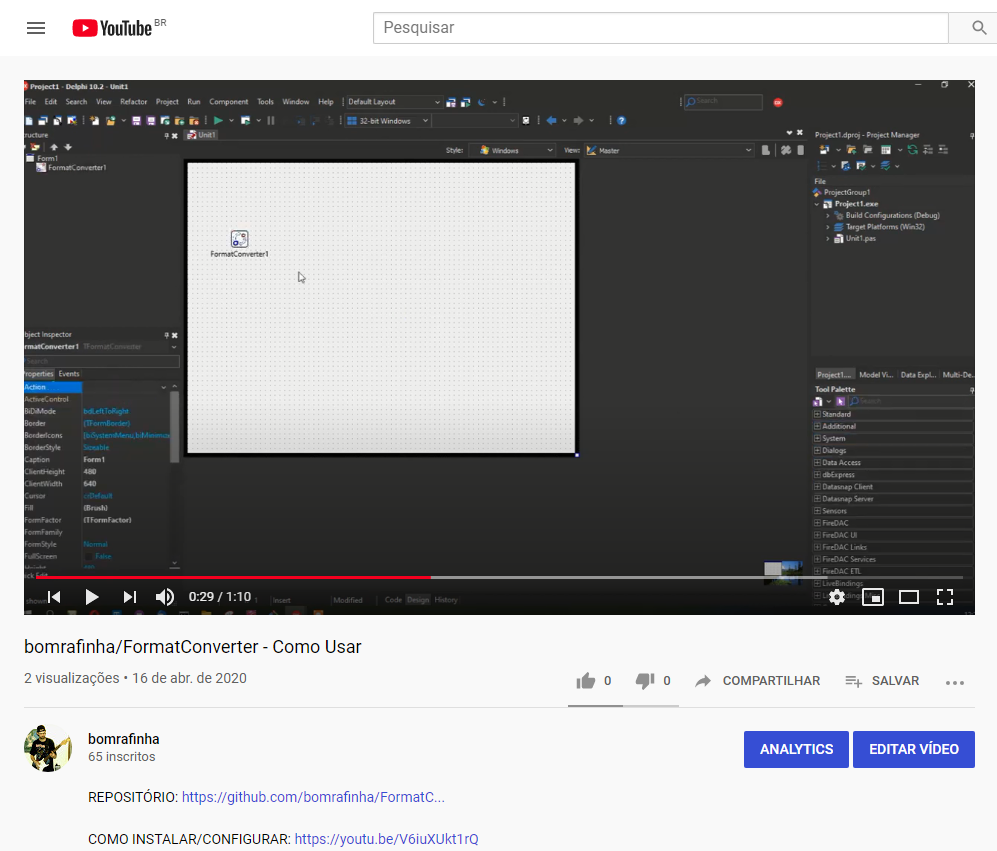 YouTube BR
Pesquisar
Project1 - Delphi 10.2 - Unit1
File Edit Search View Refactor Project Run Component Tools Window Help Default Layout Search
32-bit Windows
Unit1
Style: Windows View: Master
Form1
FormatConverter1
FormatConverter1
Project1.dproj - Project Manager
File
ProjectGroup1
Project1.exe
Build Configurations (Debug)
Target Platforms (Win32)
Unit1.pas
bject Inspector
rmatConverter1 TFormatConverter
Search
roperties Events
Action
ActiveControl
BiDiMode bdLeftToRight
Border (TFormBorder)
BorderIcons [biSystemMenu,biMinimize
BorderStyle Sizeable
Caption Form1
ClientHeight 480
ClientWidth 640
Cursor crDefault
Fill (Brush)
FormFactor (TFormFactor)
FormFamily
FormStyle Normal
FullScreen False
Height
Project1.... Model Vi... Data Expl... Multi-De..
Tool Palette
Search
Standard
Additional
System
Dialogs
Data Access
dbExpress
Datasnap Client
Datasnap Server
Sensors
FireDAC
FireDAC UI
FireDAC Links
FireDAC Services
FireDAC ETL
LiveBindings
shown
1 Insert Modified Code Design History
0:29 / 1:10
bomrafinha/FormatConverter - Como Usar
2 visualizações • 16 de abr. de 2020
0 0 COMPARTILHAR SALVAR
bomrafinha
65 inscritos
ANALYTICS EDITAR VÍDEO
REPOSITÓRIO: https://github.com/bomrafinha/FormatC...
COMO INSTALAR/CONFIGURAR: https://youtu.be/V6iuXUkt1rQ